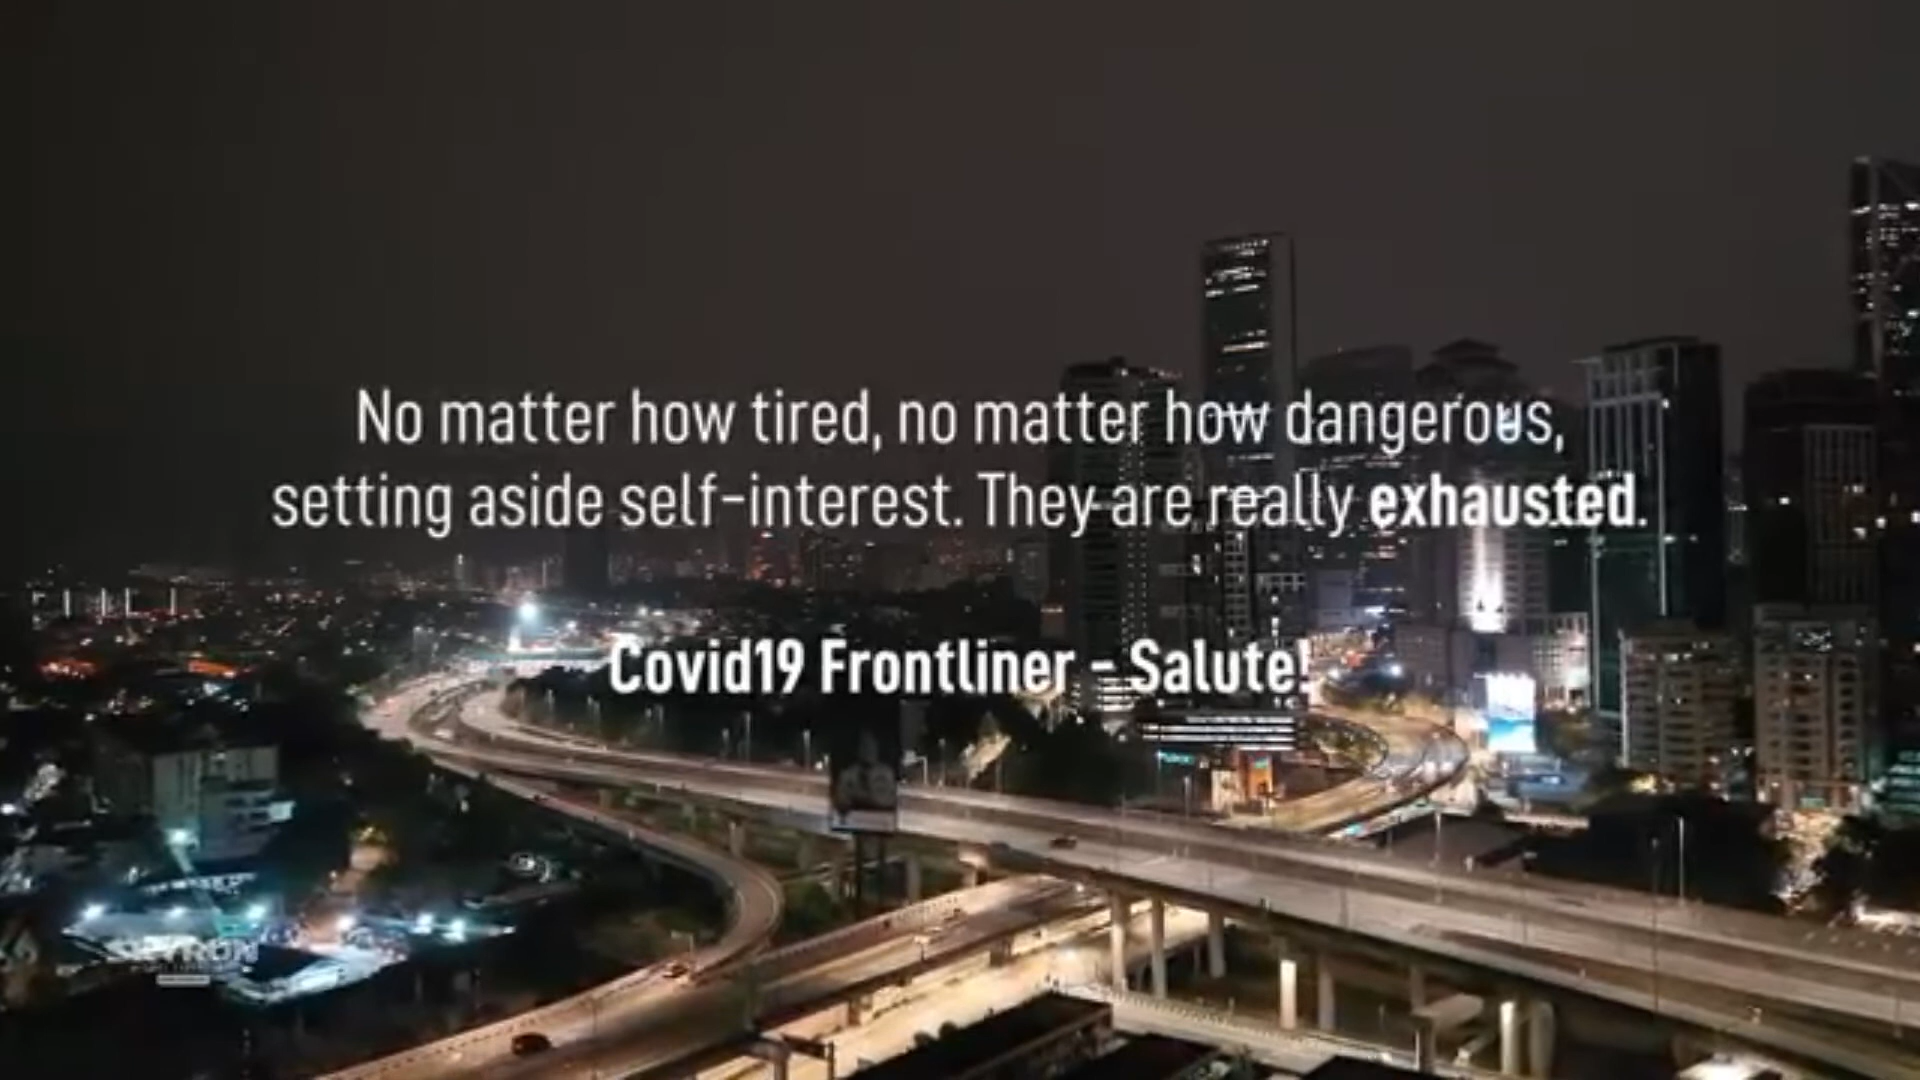 No matter how tired, no matter how dangerous,
setting aside self-interest. They are really exhausted.
Covid19 Frontliner - Salute!